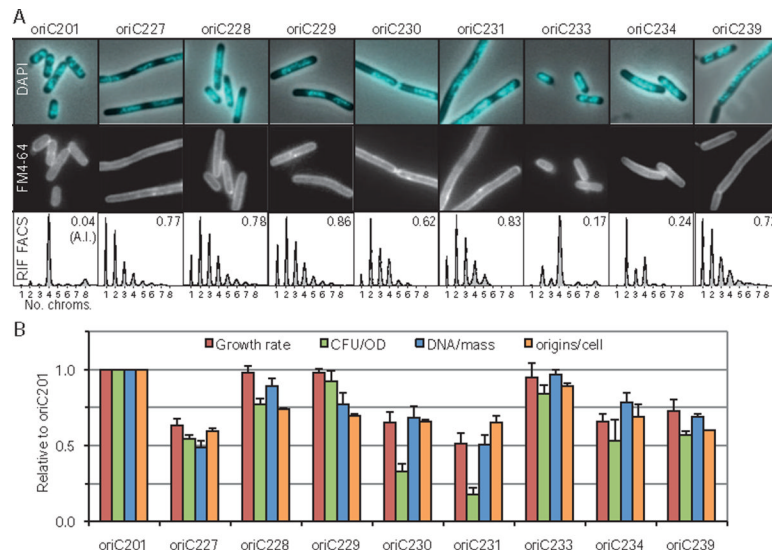 A
oriC201 oriC227 oriC228 oriC229 oriC230 oriC231 oriC233 oriC234 oriC239
DAPI
FM4-64
RIF FACS
0.04 0.77 0.78 0.86 0.62 0.83 0.17 0.24
(A.I.)
1 2 3 4 5 6 7 8 1 2 3 4 5 6 7 8 1 2 3 4 5 6 7 8 1 2 3 4 5 6 7 8 1 2 3 4 5 6 7 8 1 2 3 4 5 6 7 8 1 2 3 4 5 6 7 8 1 2 3 4 5 6 7 8 1 2 3 4 5 6 7 8
No. chroms.
B
Growth rate CFU/OD DNA/mass origins/cell
Relative to oriC201
1.0
0.5
0.0
oriC201 oriC227 oriC228 oriC229 oriC230 oriC231 oriC233 oriC234 oriC239